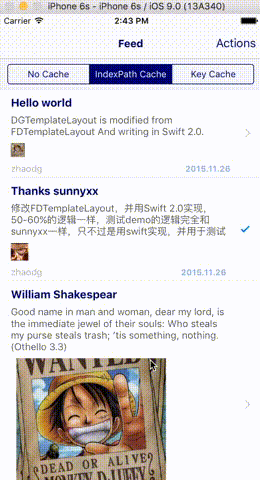 iPhone 6s - iPhone 6s / iOS 9.0 (13A340)
Carrier 2:43 PM
Feed Actions
No Cache IndexPath Cache Key Cache
Hello world
DGTemplateLayout is modified from
FDTemplateLayout And writing in Swift 2.0.
zhaodg 2015.11.26
Thanks sunnyxx
修改FDTemplateLayout，并用Swift 2.0实现，
50-60%的逻辑一样，测试demo的逻辑完全和
sunnyxx一样，只不过是用swift实现，并用于测试
zhaodg 2015.11.26
William Shakespear
Good name in man and woman, dear my lord, is
the immediate jewel of their souls: Who steals
my purse steals trash; 'tis something, nothing.
(Othello 3.3)
WANTED
DEAD OR ALIVE
MONKEY·D·LUFFY